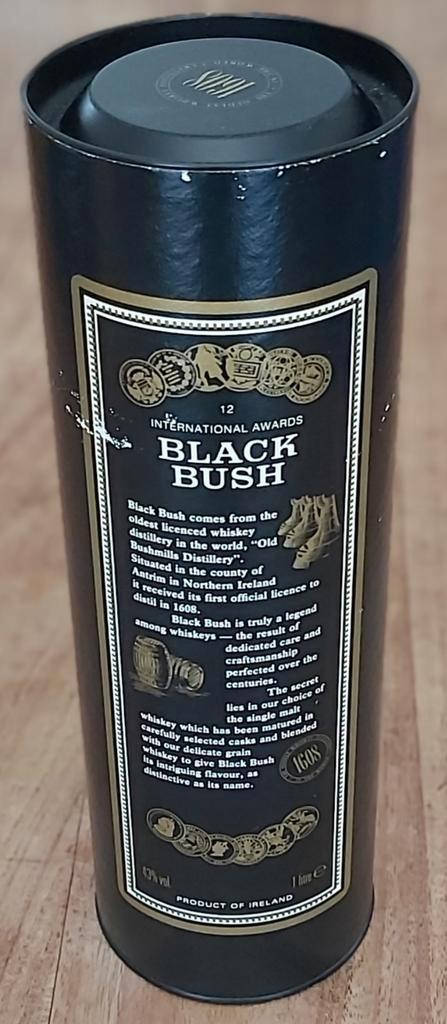 1608
12
INTERNATIONAL AWARDS
BLACK
BUSH
Black Bush comes from the
oldest licenced whiskey
distillery in the world, "Old
Bushmills Distillery".
Situated in the county of
Antrim in Northern Ireland
it received its first official licence to
distil in 1608.
Black Bush is truly a legend
among whiskeys — the result of
dedicated care and
craftsmanship
perfected over the
centuries.
The secret
lies in our choice of
the single malt
whiskey which has been matured in
carefully selected casks and blended
with our delicate grain
whiskey to give Black Bush
its intriguing flavour, as
distinctive as its name.
1608
43% vol. 1 litre ℮
PRODUCT OF IRELAND